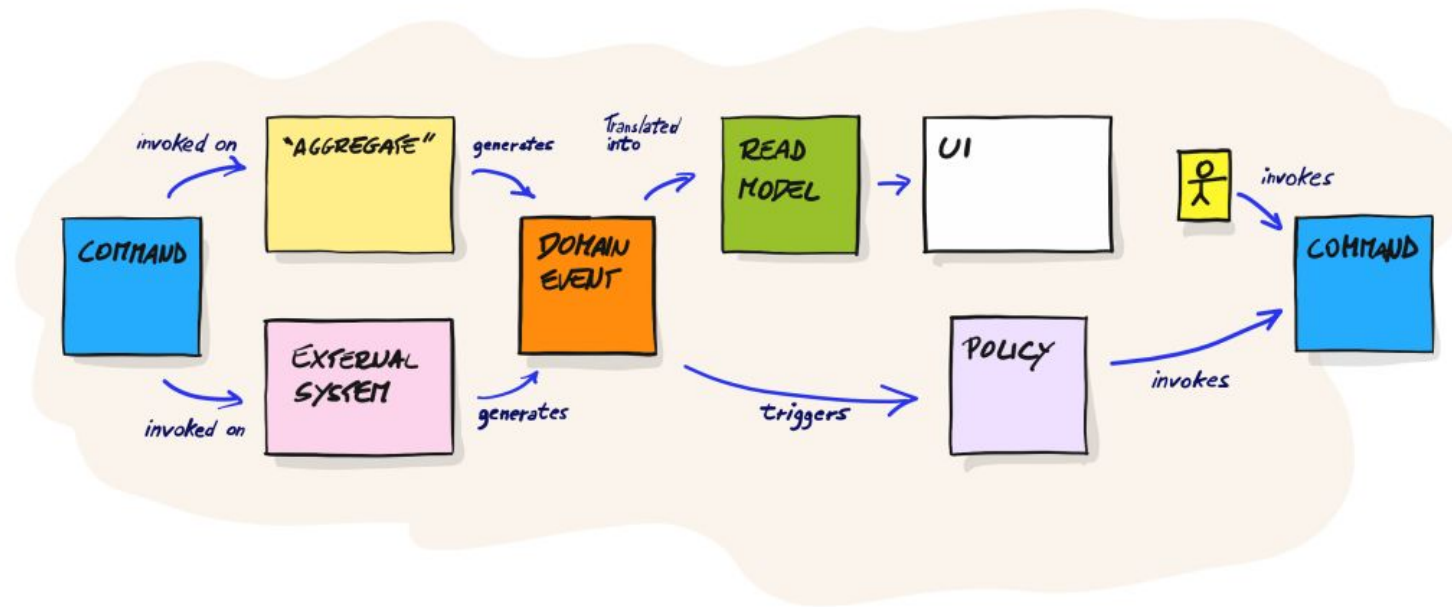 invoked on
"AGGREGATE"
generates
Translated
into
READ
MODEL
UI
invokes
COMMAND
DOMAIN
EVENT
COMMAND
EXTERNAL
SYSTEM
POLICY
invoked on
generates
triggers
invokes